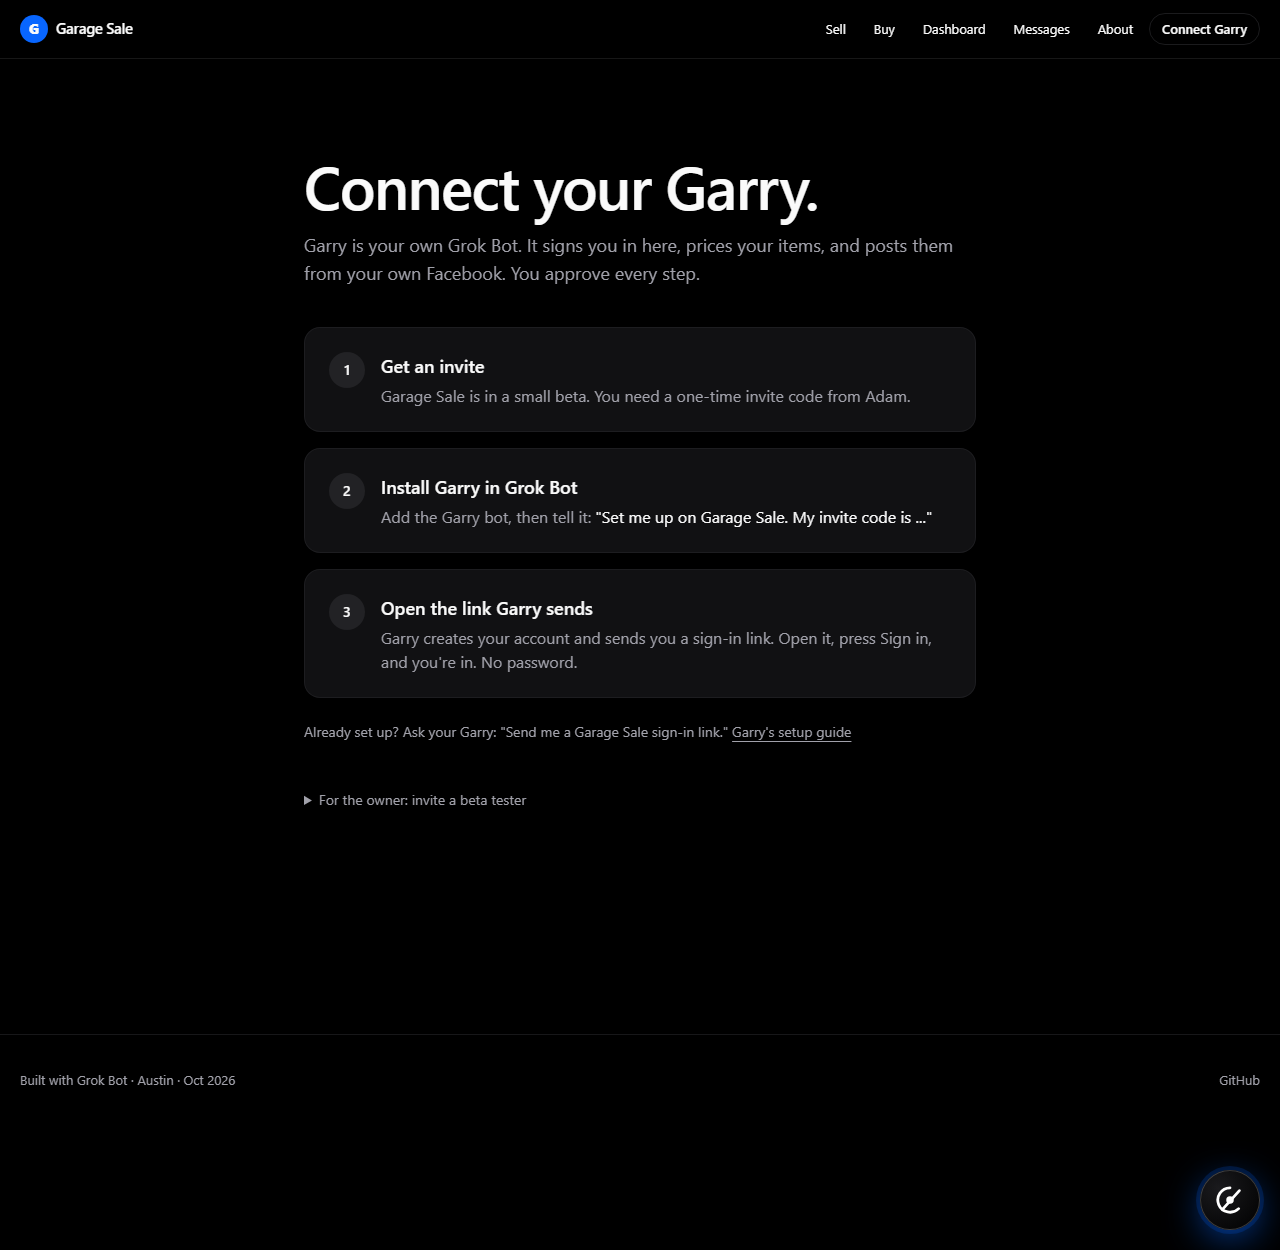 G Garage Sale
Sell Buy Dashboard Messages About Connect Garry
Connect your Garry.
Garry is your own Grok Bot. It signs you in here, prices your items, and posts them
from your own Facebook. You approve every step.
1
Get an invite
Garage Sale is in a small beta. You need a one-time invite code from Adam.
2
Install Garry in Grok Bot
Add the Garry bot, then tell it: "Set me up on Garage Sale. My invite code is ..."
3
Open the link Garry sends
Garry creates your account and sends you a sign-in link. Open it, press Sign in,
and you're in. No password.
Already set up? Ask your Garry: "Send me a Garage Sale sign-in link." Garry's setup guide
For the owner: invite a beta tester
Built with Grok Bot · Austin · Oct 2026
GitHub